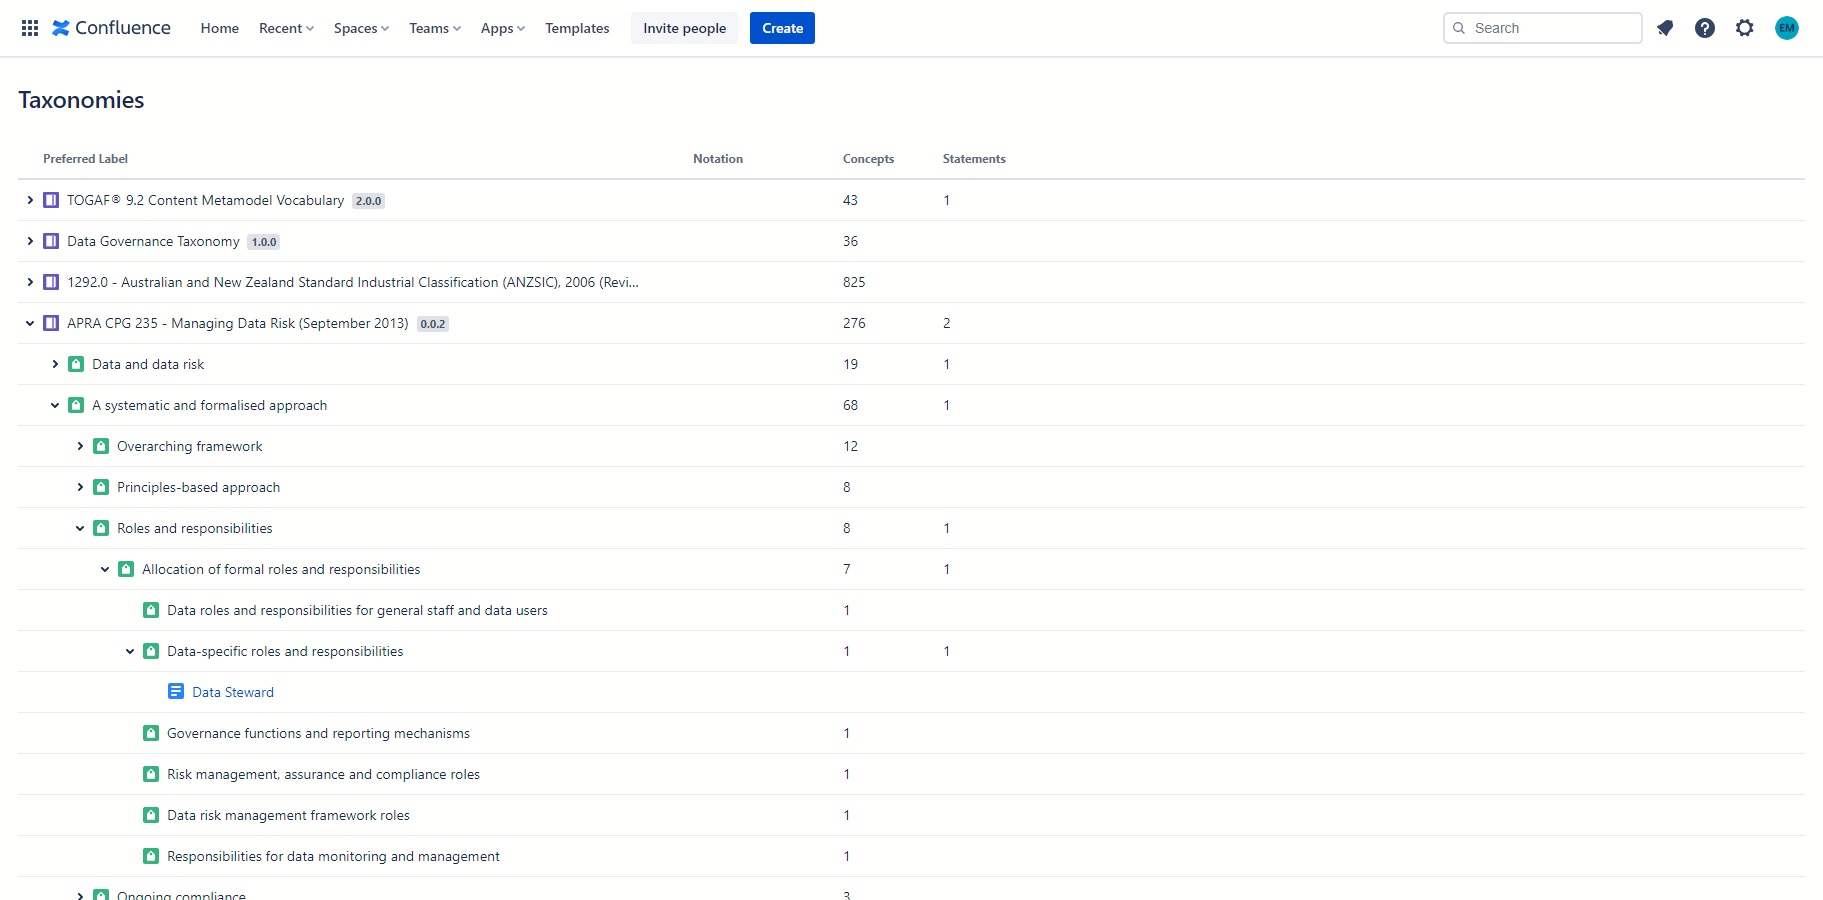 Confluence Home Recent Spaces Teams Apps Templates Invite people Create Search EM
Taxonomies
Preferred Label Notation Concepts Statements
TOGAF® 9.2 Content Metamodel Vocabulary 2.0.0 43 1
Data Governance Taxonomy 1.0.0 36
1292.0 - Australian and New Zealand Standard Industrial Classification (ANZSIC), 2006 (Revi... 825
APRA CPG 235 - Managing Data Risk (September 2013) 0.0.2 276 2
Data and data risk 19 1
A systematic and formalised approach 68 1
Overarching framework 12
Principles-based approach 8
Roles and responsibilities 8 1
Allocation of formal roles and responsibilities 7 1
Data roles and responsibilities for general staff and data users 1
Data-specific roles and responsibilities 1 1
Data Steward
Governance functions and reporting mechanisms 1
Risk management, assurance and compliance roles 1
Data risk management framework roles 1
Responsibilities for data monitoring and management 1
Ongoing compliance 3